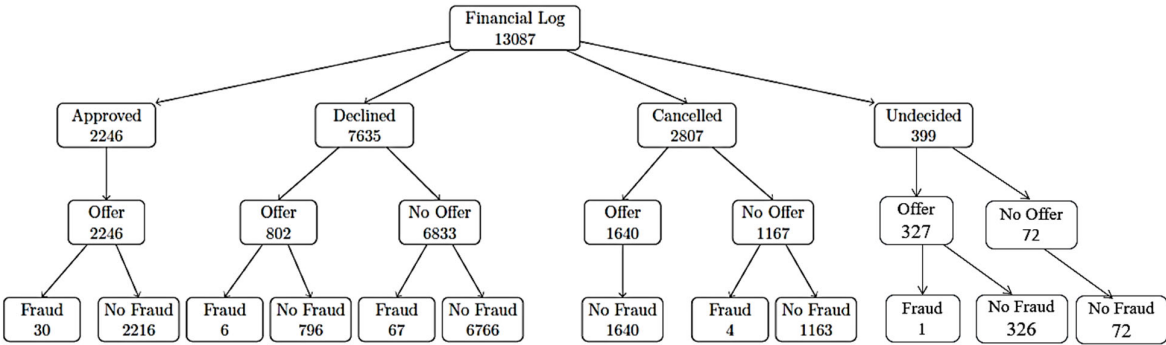 Financial Log
13087
Approved
2246
Declined
7635
Cancelled
2807
Undecided
399
Offer
2246
Offer
802
No Offer
6833
Offer
1640
No Offer
1167
Offer
327
No Offer
72
Fraud
30
No Fraud
2216
Fraud
6
No Fraud
796
Fraud
67
No Fraud
6766
No Fraud
1640
Fraud
4
No Fraud
1163
Fraud
1
No Fraud
326
No Fraud
72